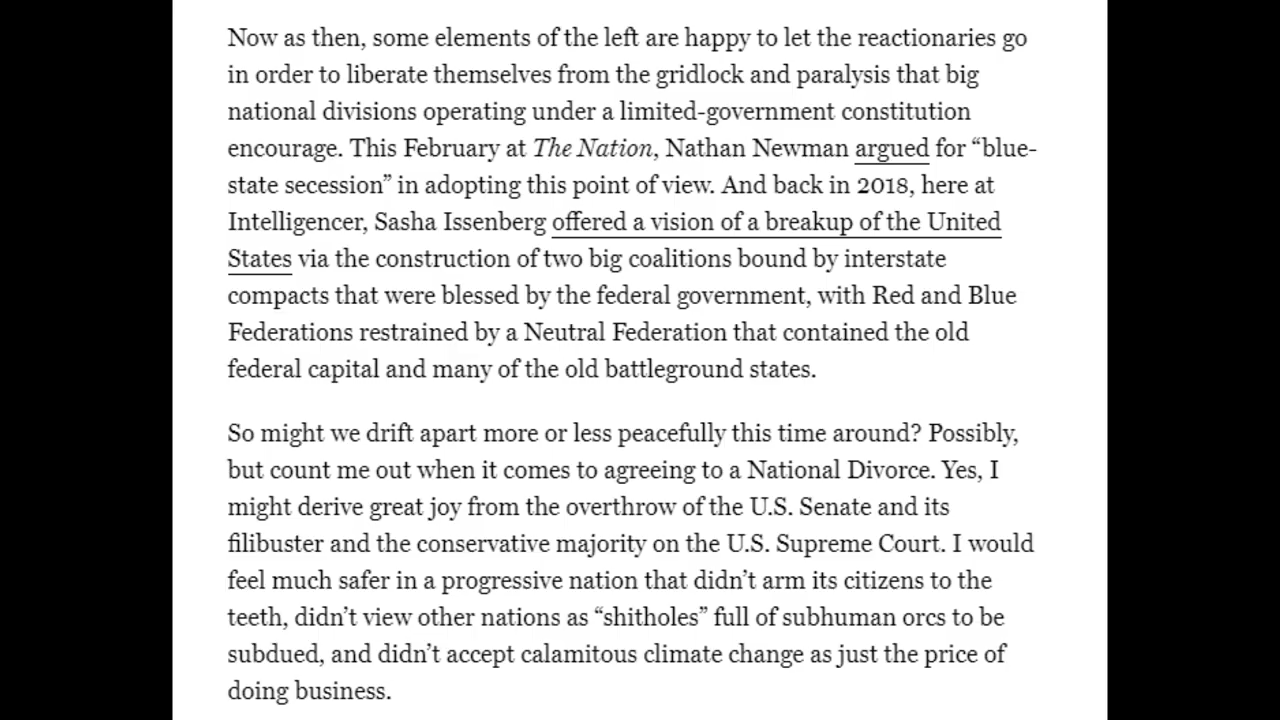 Now as then, some elements of the left are happy to let the reactionaries go
in order to liberate themselves from the gridlock and paralysis that big
national divisions operating under a limited-government constitution
encourage. This February at The Nation, Nathan Newman argued for “blue-
state secession” in adopting this point of view. And back in 2018, here at
Intelligencer, Sasha Issenberg offered a vision of a breakup of the United
States via the construction of two big coalitions bound by interstate
compacts that were blessed by the federal government, with Red and Blue
Federations restrained by a Neutral Federation that contained the old
federal capital and many of the old battleground states.
So might we drift apart more or less peacefully this time around? Possibly,
but count me out when it comes to agreeing to a National Divorce. Yes, I
might derive great joy from the overthrow of the U.S. Senate and its
filibuster and the conservative majority on the U.S. Supreme Court. I would
feel much safer in a progressive nation that didn’t arm its citizens to the
teeth, didn’t view other nations as “shitholes” full of subhuman orcs to be
subdued, and didn’t accept calamitous climate change as just the price of
doing business.